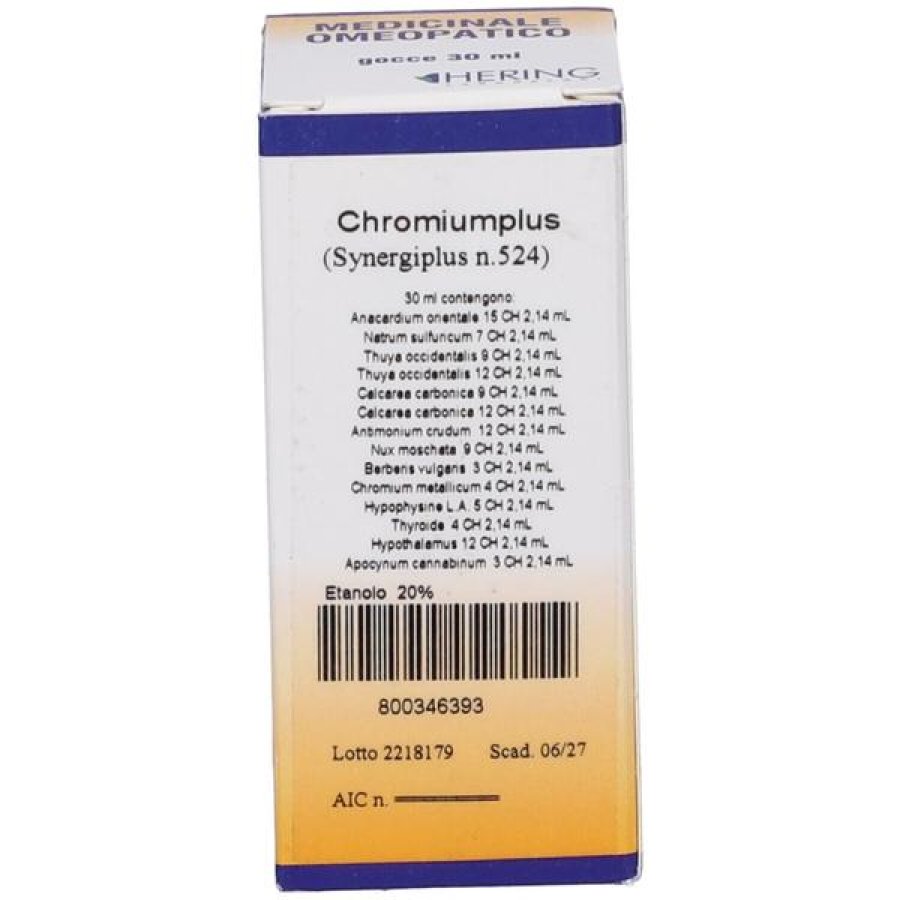 MEDICINALE
OMEOPATICO
gocce 30 ml
HERING
Chromiumplus
(Synergiplus n.524)
30 ml contengono:
Anacardium orientale 15 CH 2,14 mL
Natrum sulfuricum 7 CH 2,14 mL
Thuya occidentalis 9 CH 2,14 mL
Thuya occidentalis 12 CH 2,14 mL
Calcarea carbonica 9 CH 2,14 mL
Calcarea carbonica 12 CH 2,14 mL
Antimonium crudum 12 CH 2,14 mL
Nux moschata 9 CH 2,14 mL
Berberis vulgaris 3 CH 2,14 mL
Chromium metallicum 4 CH 2,14 mL
Hypophysine L.A. 5 CH 2,14 mL
Thyroide 4 CH 2,14 mL
Hypothalamus 12 CH 2,14 mL
Apocynum cannabinum 3 CH 2,14 mL
Etanolo 20%
800346393
Lotto 2218179 Scad. 06/27
AIC n.